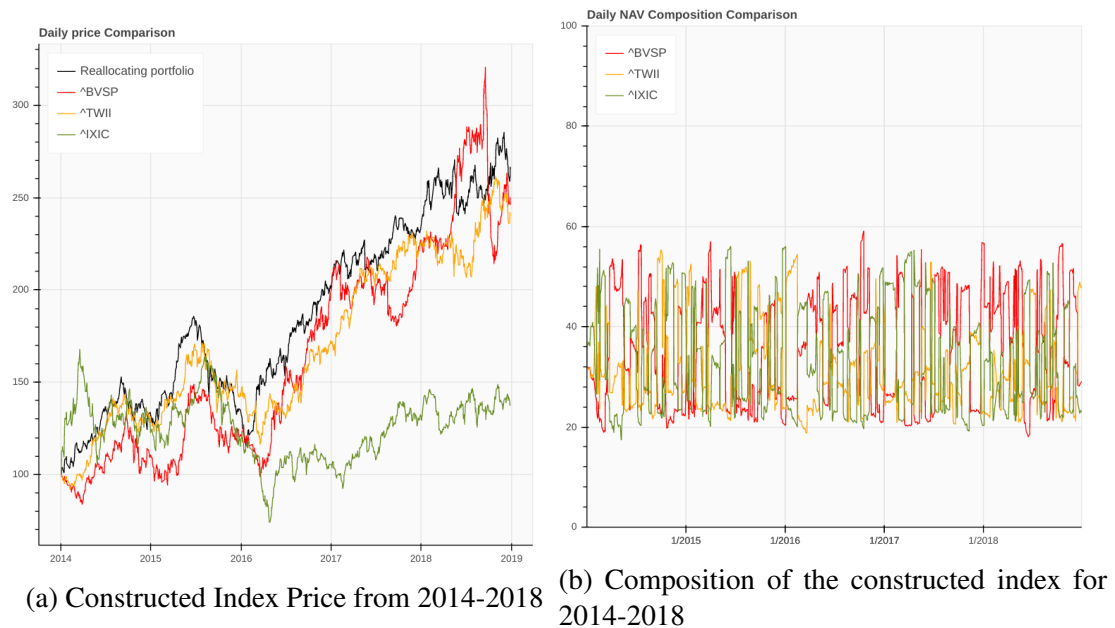 Daily price Comparison
Reallocating portfolio
^BVSP
^TWII
^IXIC
300
250
200
150
100
2014
2015
2016
2017
2018
2019
(a) Constructed Index Price from 2014-2018
Daily NAV Composition Comparison
^BVSP
^TWII
^IXIC
100
80
60
40
20
0
1/2015
1/2016
1/2017
1/2018
(b) Composition of the constructed index for
2014-2018